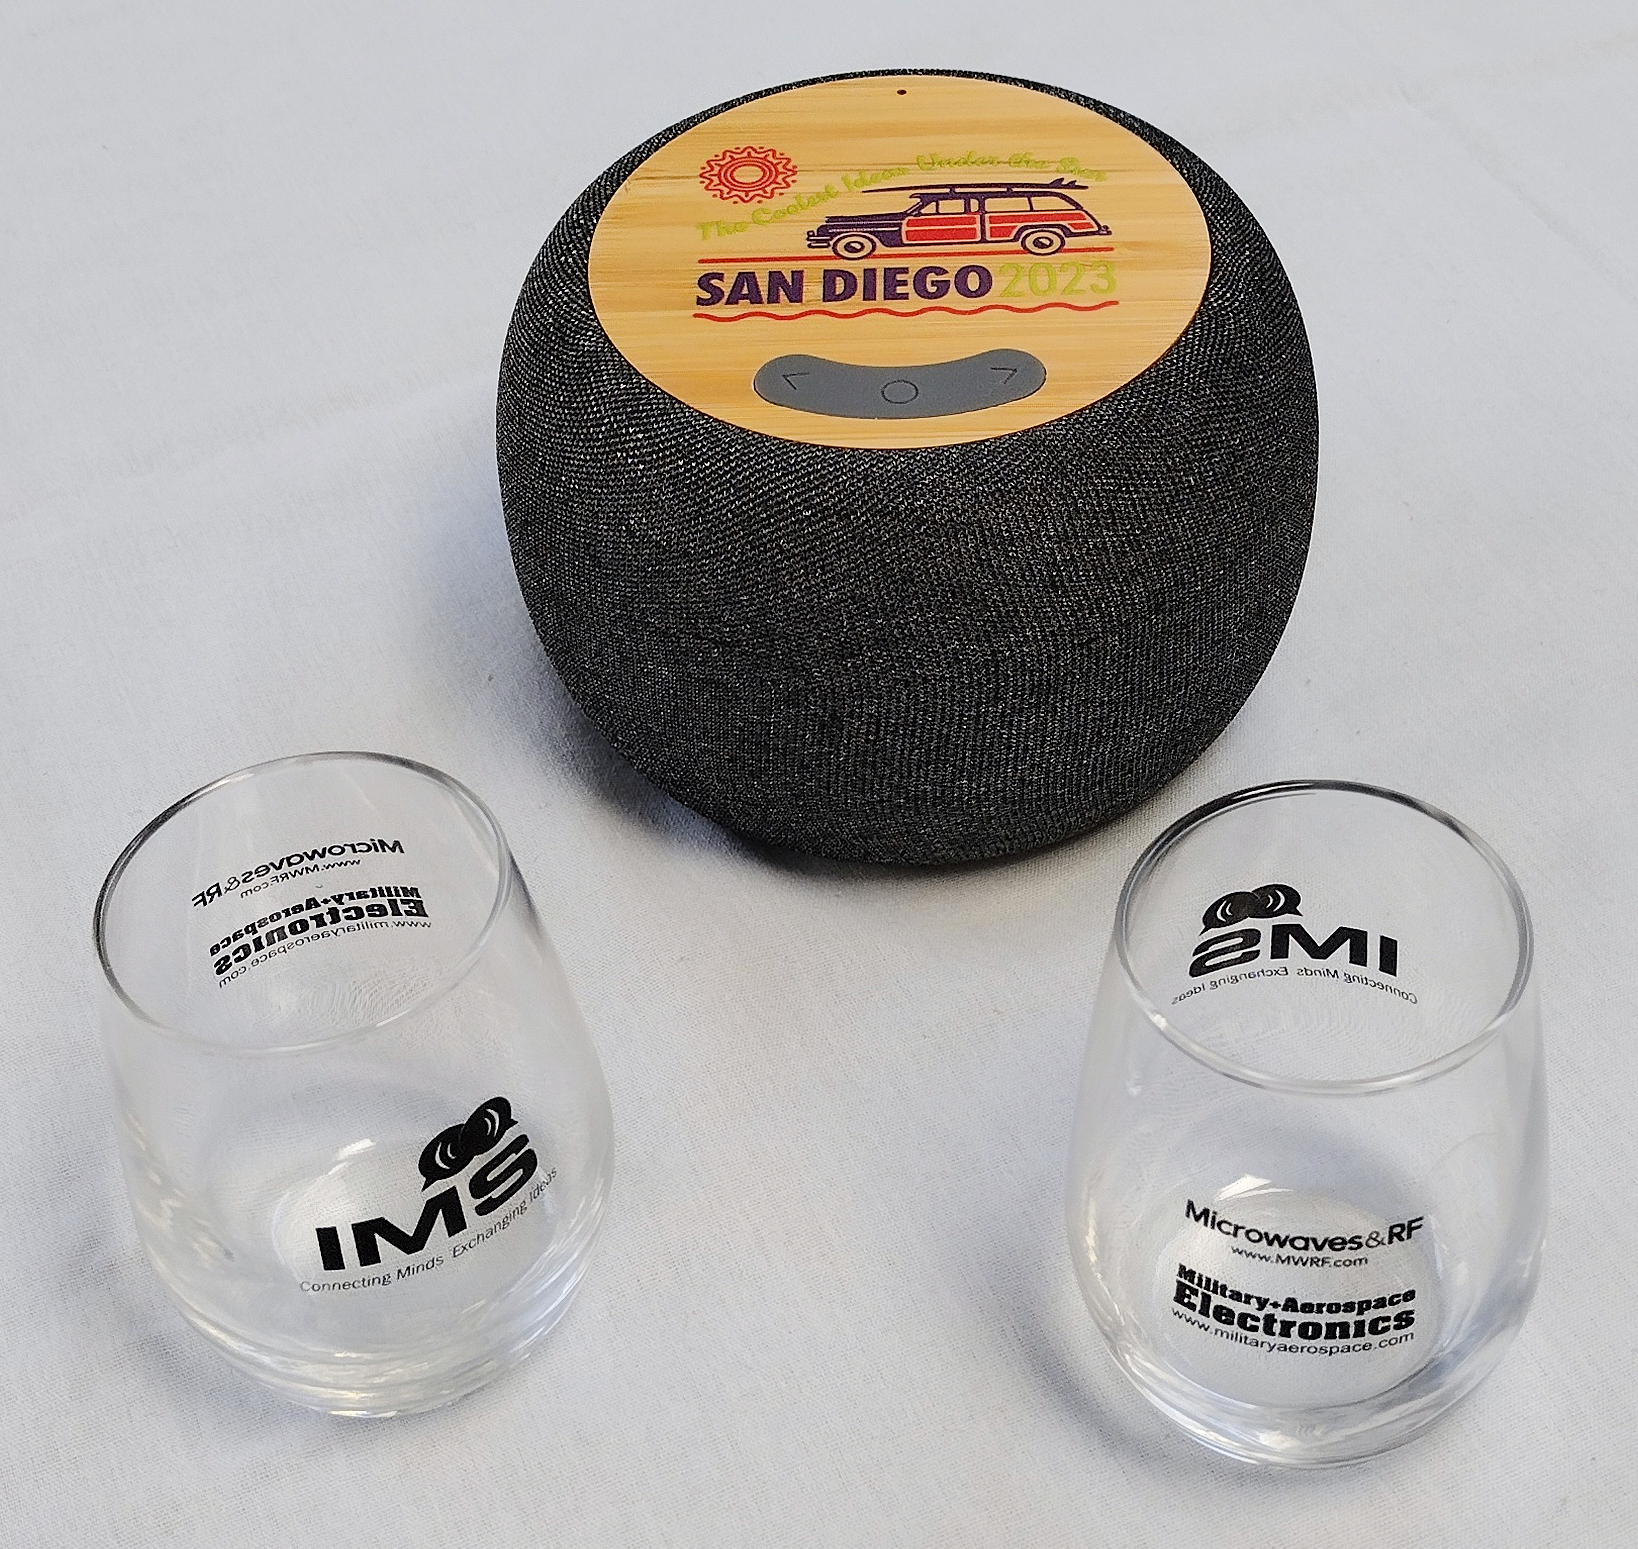 The Coolest Ideas Under the Sun
SAN DIEGO 2023
Microwaves&RF
www.MWRF.com
Military+Aerospace
Electronics
www.militaryaerospace.com
IMS
Connecting Minds Exchanging Ideas
IMS
Connecting Minds Exchanging Ideas
Microwaves&RF
www.MWRF.com
Military+Aerospace
Electronics
www.militaryaerospace.com